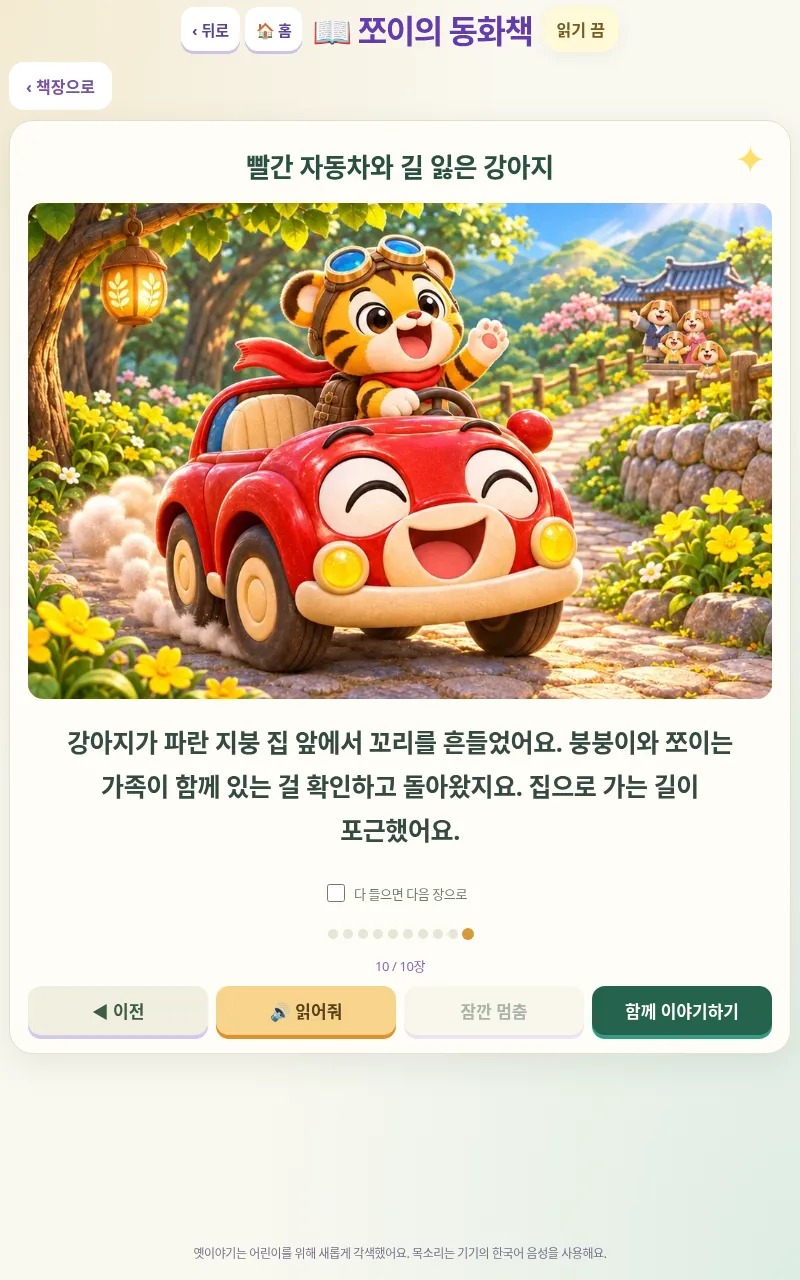 ‹ 뒤로
🏠 홈
📖 쪼이의 동화책
읽기 끔
‹ 책장으로
빨간 자동차와 길 잃은 강아지
강아지가 파란 지붕 집 앞에서 꼬리를 흔들었어요. 붕붕이와 쪼이는
가족이 함께 있는 걸 확인하고 돌아왔지요. 집으로 가는 길이
포근했어요.
다 들으면 다음 장으로
10 / 10장
◀ 이전
🔊 읽어줘
잠깐 멈춤
함께 이야기하기
옛이야기는 어린이를 위해 새롭게 각색했어요. 목소리는 기기의 한국어 음성을 사용해요.